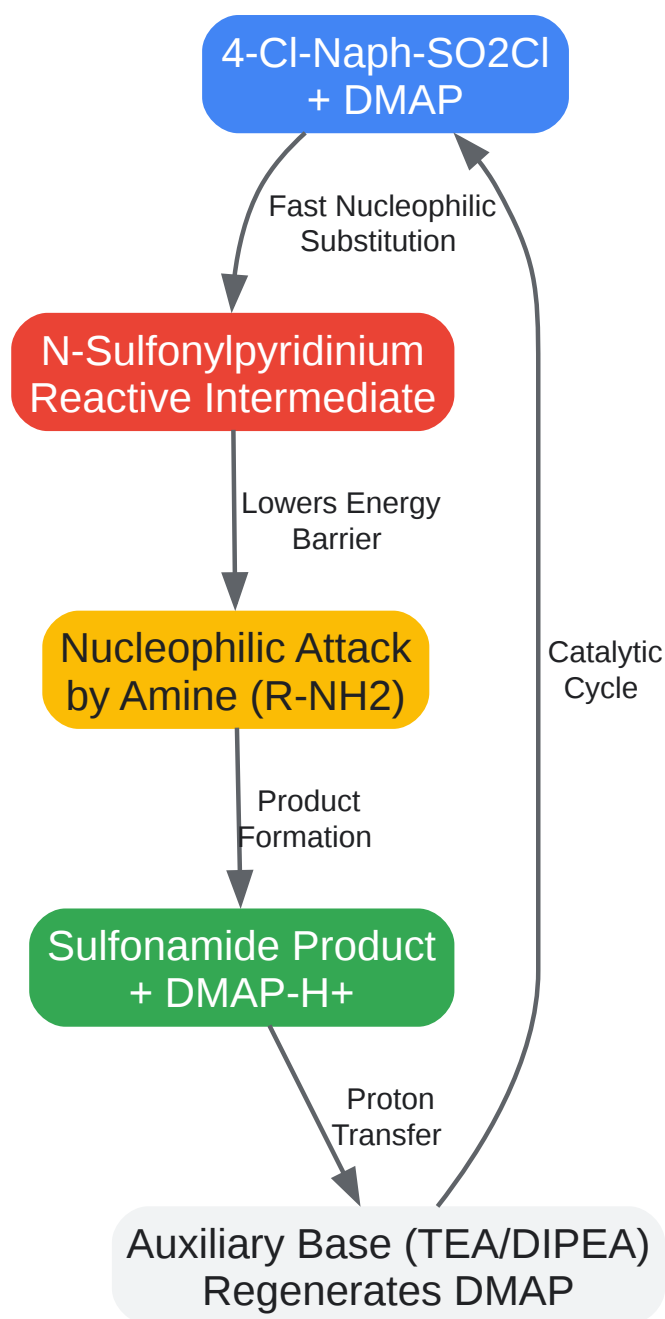 4-Cl-Naph-SO2Cl
+ DMAP
Fast Nucleophilic
Substitution
N-Sulfonylpyridinium
Reactive Intermediate
Lowers Energy
Barrier
Nucleophilic Attack
by Amine (R-NH2)
Catalytic
Cycle
Product
Formation
Sulfonamide Product
+ DMAP-H+
Proton
Transfer
Auxiliary Base (TEA/DIPEA)
Regenerates DMAP